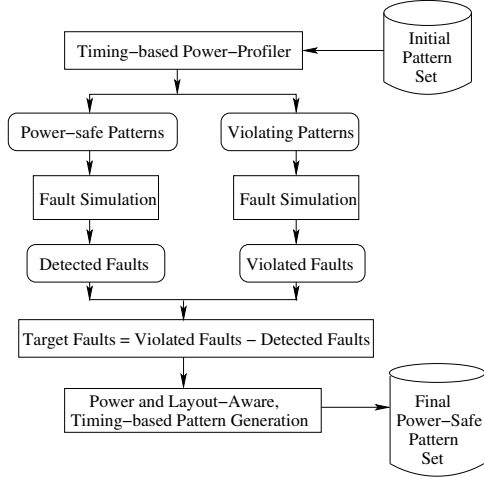 Timing-based Power-Profiler
Initial
Pattern
Set
Power-safe Patterns
Violating Patterns
Fault Simulation
Fault Simulation
Detected Faults
Violated Faults
Target Faults = Violated Faults - Detected Faults
Power and Layout-Aware,
Timing-based Pattern Generation
Final
Power-Safe
Pattern
Set